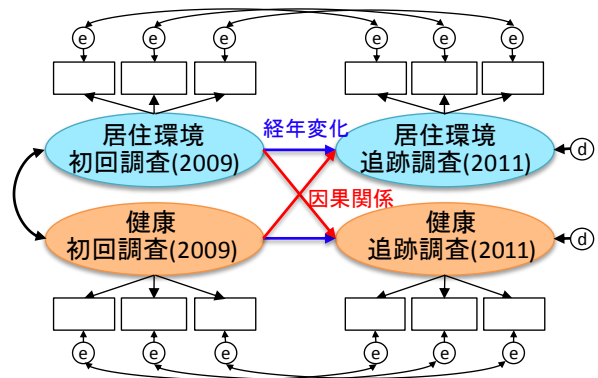 e e e e e e
経年変化
居住環境
初回調査(2009)
居住環境
追跡調査(2011)
d
因果関係
健康
初回調査(2009)
健康
追跡調査(2011)
d
e e e e e e